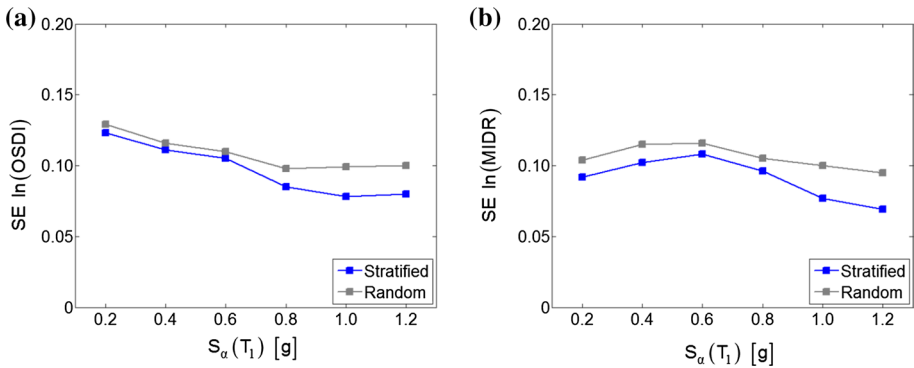 (a)
0.20
0.15
0.10
0.05
0
SE ln(OSDI)
0.2 0.4 0.6 0.8 1.0 1.2
Sα(T1) [g]
Stratified
Random
(b)
0.20
0.15
0.10
0.05
0
SE ln(MIDR)
0.2 0.4 0.6 0.8 1.0 1.2
Sα(T1) [g]
Stratified
Random